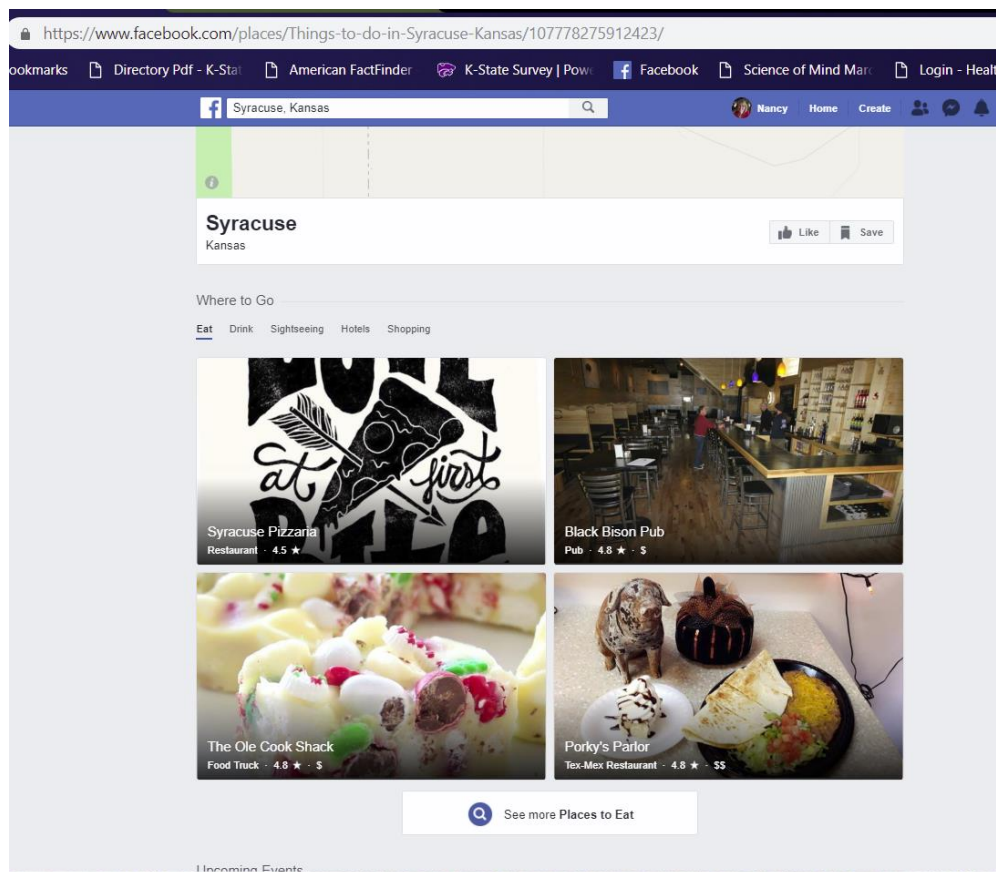 https://www.facebook.com/places/Things-to-do-in-Syracuse-Kansas/107778275912423/
ookmarks Directory Pdf - K-Stat American FactFinder K-State Survey | Pow Facebook Science of Mind Marc Login - Healt
Syracuse, Kansas Nancy Home Create
Syracuse
Kansas
Like Save
Where to Go
Eat Drink Sightseeing Hotels Shopping
at first
Syracuse Pizzaria
Restaurant · 4.5 ★
Black Bison Pub
Pub · 4.8 ★ · $
The Ole Cook Shack
Food Truck · 4.8 ★ · $
Porky's Parlor
Tex-Mex Restaurant · 4.8 ★ · $$
See more Places to Eat
Upcoming Events